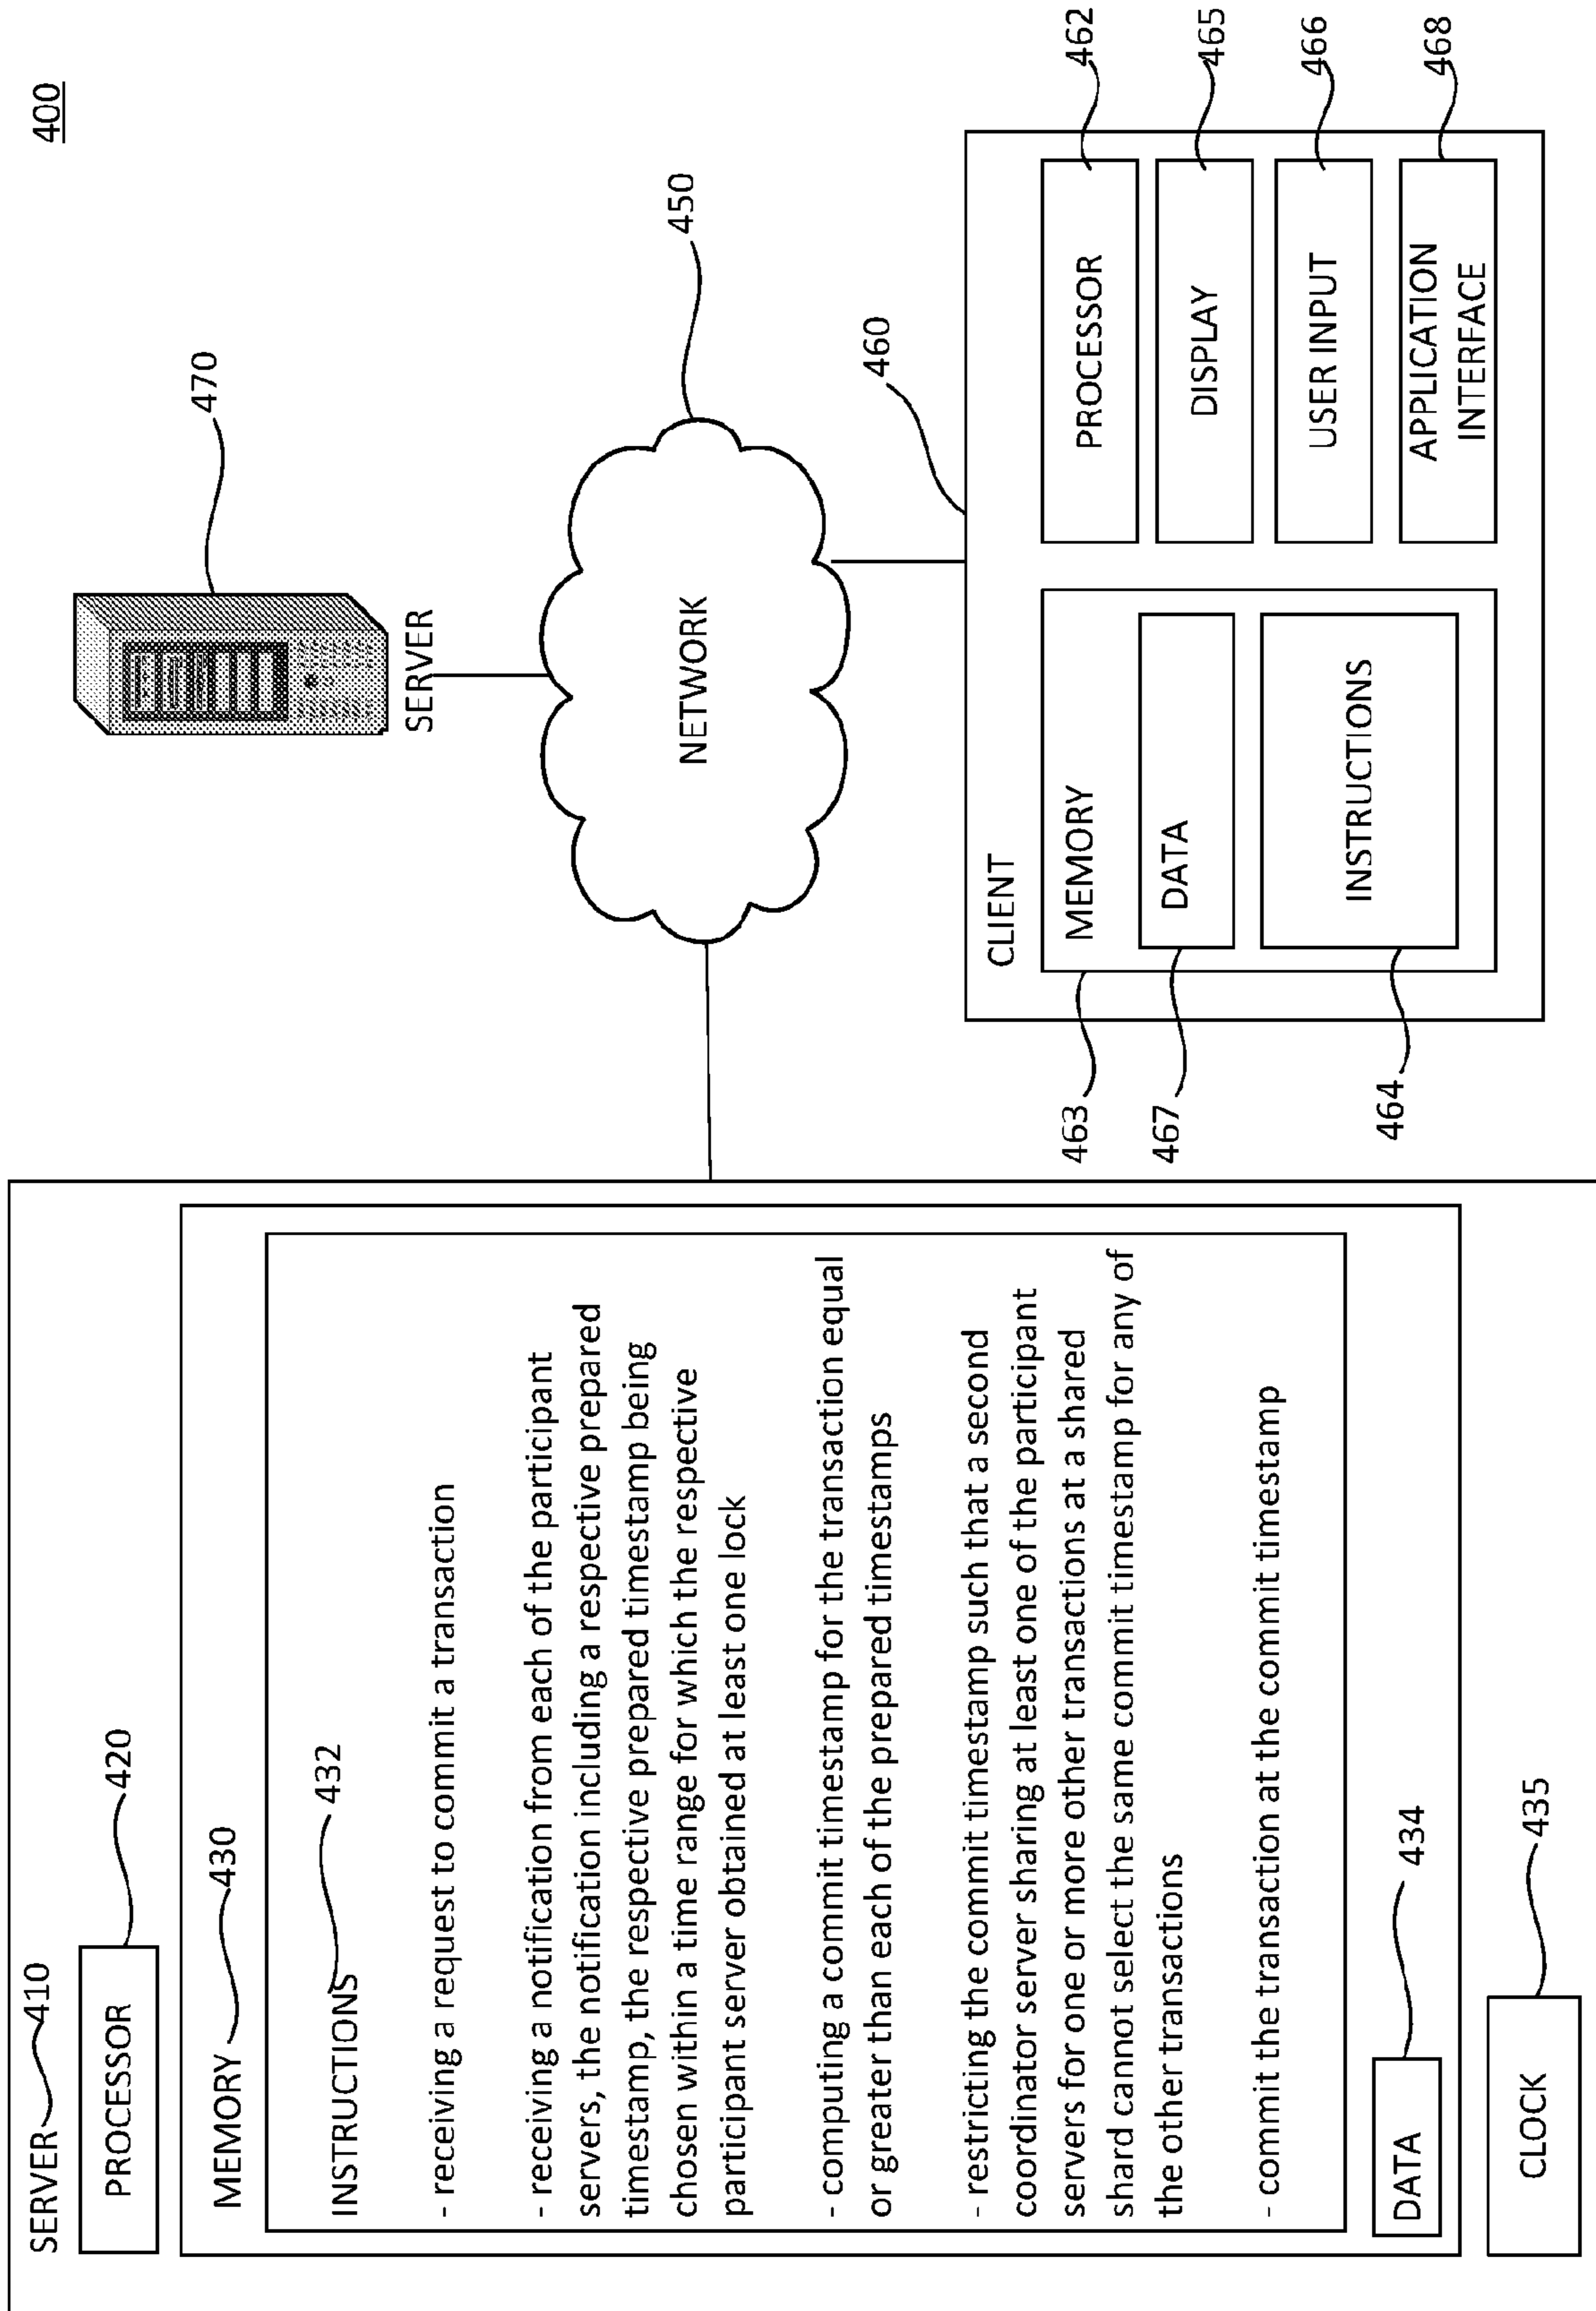 400
SERVER 410
PROCESSOR
420
MEMORY 430
INSTRUCTIONS 432
- receiving a request to commit a transaction
- receiving a notification from each of the participant
servers, the notification including a respective prepared
timestamp, the respective prepared timestamp being
chosen within a time range for which the respective
participant server obtained at least one lock
- computing a commit timestamp for the transaction equal
or greater than each of the prepared timestamps
- restricting the commit timestamp such that a second
coordinator server sharing at least one of the participant
servers for one or more other transactions at a shared
shard cannot select the same commit timestamp for any of
the other transactions
- commit the transaction at the commit timestamp
DATA
434
CLOCK
435
470
SERVER
NETWORK
450
460
CLIENT
MEMORY
463
DATA
467
INSTRUCTIONS
464
PROCESSOR
462
DISPLAY
465
USER INPUT
466
APPLICATION
INTERFACE
468